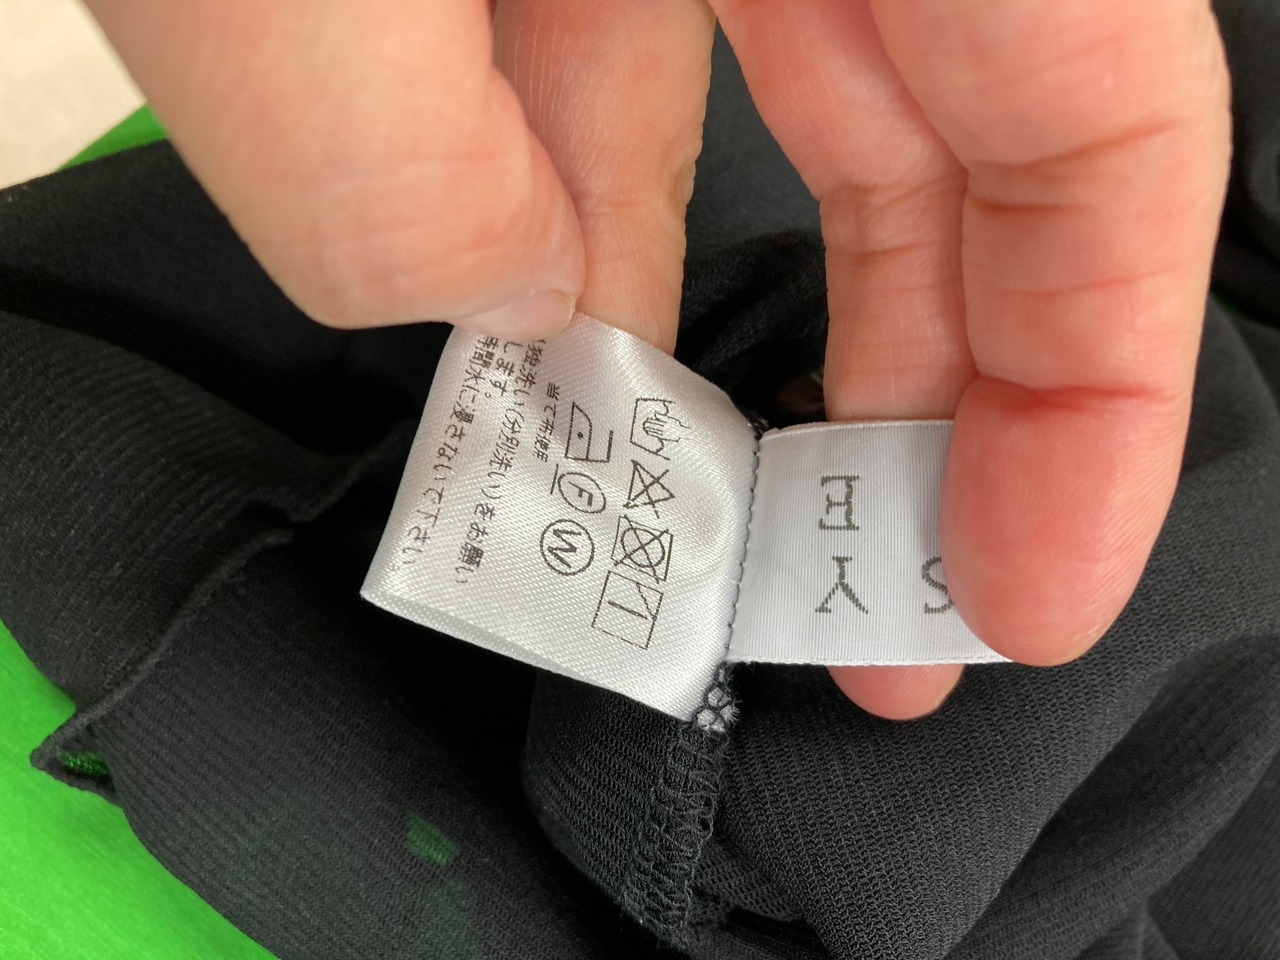 F
W
当て布使用
独洗い(分別洗い)をお願い
します。
時間水に浸さないで下さい。
EY
S